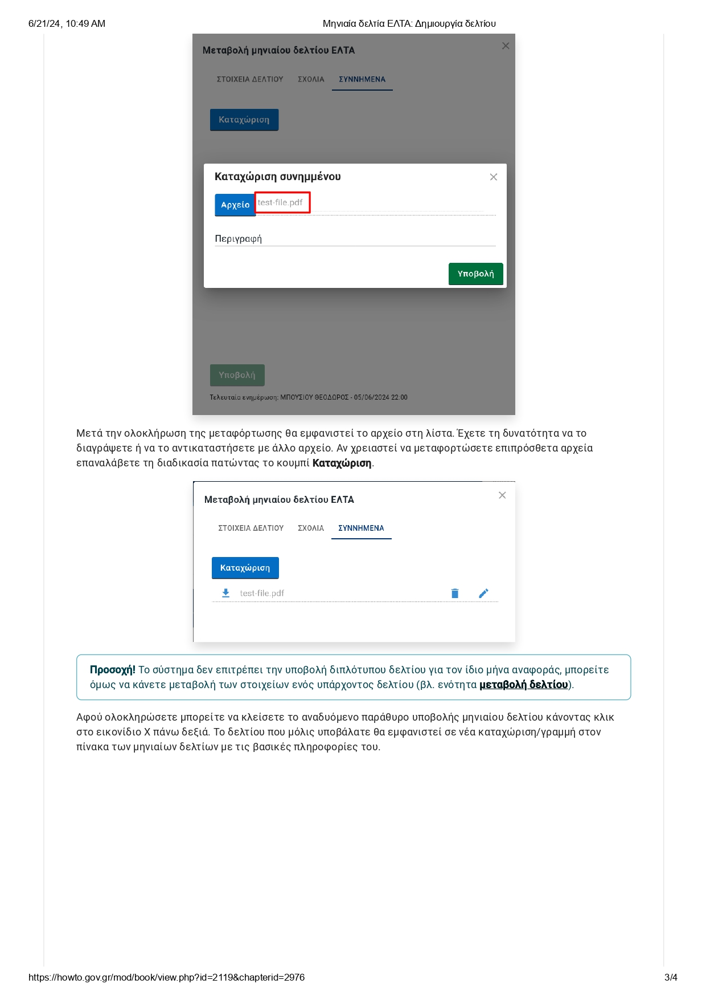 6/21/24, 10:49 AM
Μηνιαία δελτία ΕΛΤΑ: Δημιουργία δελτίου
Μεταβολή μηνιαίου δελτίου ΕΛΤΑ
ΣΤΟΙΧΕΙΑ ΔΕΛΤΙΟΥ ΣΧΟΛΙΑ ΣΥΝΝΗΜΕΝΑ
Καταχώριση
Καταχώριση συνημμένου
Αρχείο test-file.pdf
Περιγραφή
Υποβολή
Υποβολή
Τελευταία ενημέρωση: ΜΠΟΥΣΙΟΥ ΘΕΟΔΩΡΟΣ - 05/06/2024 22:00
Μετά την ολοκλήρωση της μεταφόρτωσης θα εμφανιστεί το αρχείο στη λίστα. Έχετε τη δυνατότητα να το
διαγράψετε ή να το αντικαταστήσετε με άλλο αρχείο. Αν χρειαστεί να μεταφορτώσετε επιπρόσθετα αρχεία
επαναλάβετε τη διαδικασία πατώντας το κουμπί Καταχώριση.
Μεταβολή μηνιαίου δελτίου ΕΛΤΑ
ΣΤΟΙΧΕΙΑ ΔΕΛΤΙΟΥ ΣΧΟΛΙΑ ΣΥΝΝΗΜΕΝΑ
Καταχώριση
test-file.pdf
Προσοχή! Το σύστημα δεν επιτρέπει την υποβολή διπλότυπου δελτίου για τον ίδιο μήνα αναφοράς, μπορείτε
όμως να κάνετε μεταβολή των στοιχείων ενός υπάρχοντος δελτίου (βλ. ενότητα μεταβολή δελτίου).
Αφού ολοκληρώσετε μπορείτε να κλείσετε το αναδυόμενο παράθυρο υποβολής μηνιαίου δελτίου κάνοντας κλικ
στο εικονίδιο Χ πάνω δεξιά. Το δελτίου που μόλις υποβάλατε θα εμφανιστεί σε νέα καταχώριση/γραμμή στον
πίνακα των μηνιαίων δελτίων με τις βασικές πληροφορίες του.
https://howto.gov.gr/mod/book/view.php?id=2119&chapterid=2976
3/4